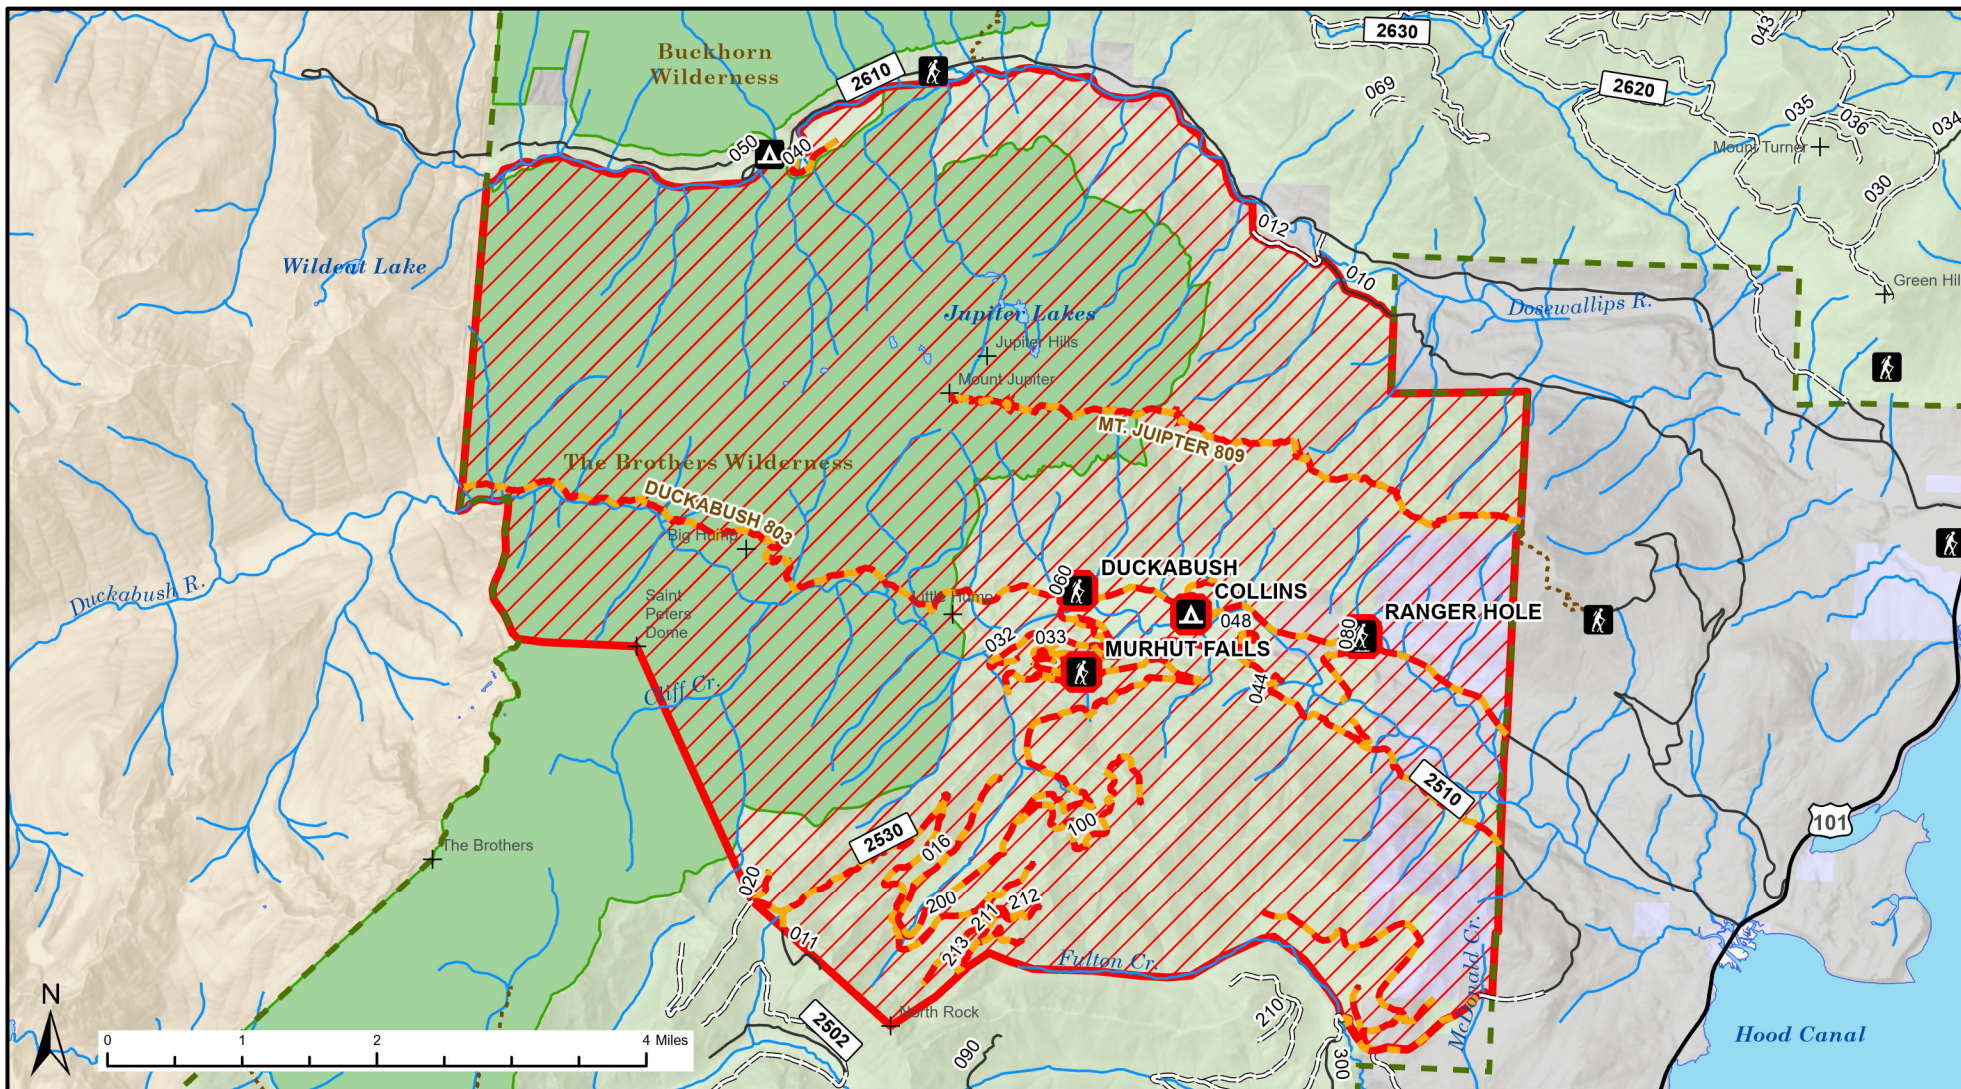 Buckhorn
Wilderness
2610
2630
043
069
2620
035
036
034
Mount Turner
030
050
040
Wildcat Lake
012
010
Green Hil
Dosewallips R.
Jupiter Lakes
Jupiter Hills
Mount Jupiter
MT. JUIPTER 809
The Brothers Wilderness
DUCKABUSH 803
Big Hump
Duckabush R.
Saint
Peters
Dome
Little Hump
060
DUCKABUSH
COLLINS
048
RANGER HOLE
080
032
033
MURHUT FALLS
044
Cliff Cr.
2510
101
The Brothers
2530
016
100
020
200
211
212
213
011
Fulton Cr.
McDonald Cr.
North Rock
2502
090
210
300
Hood Canal
N
0 1 2 4 Miles